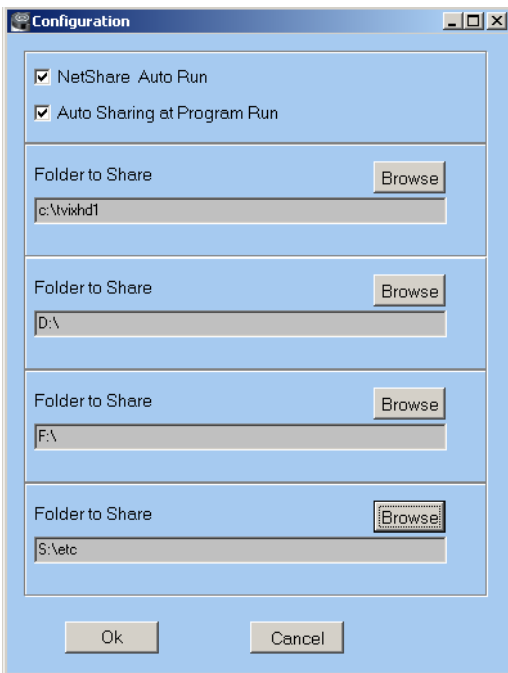 Configuration
NetShare Auto Run
Auto Sharing at Program Run
Folder to Share
Browse
c:\tvixhd1
Folder to Share
Browse
D:\
Folder to Share
Browse
F:\
Folder to Share
Browse
S:\etc
Ok
Cancel